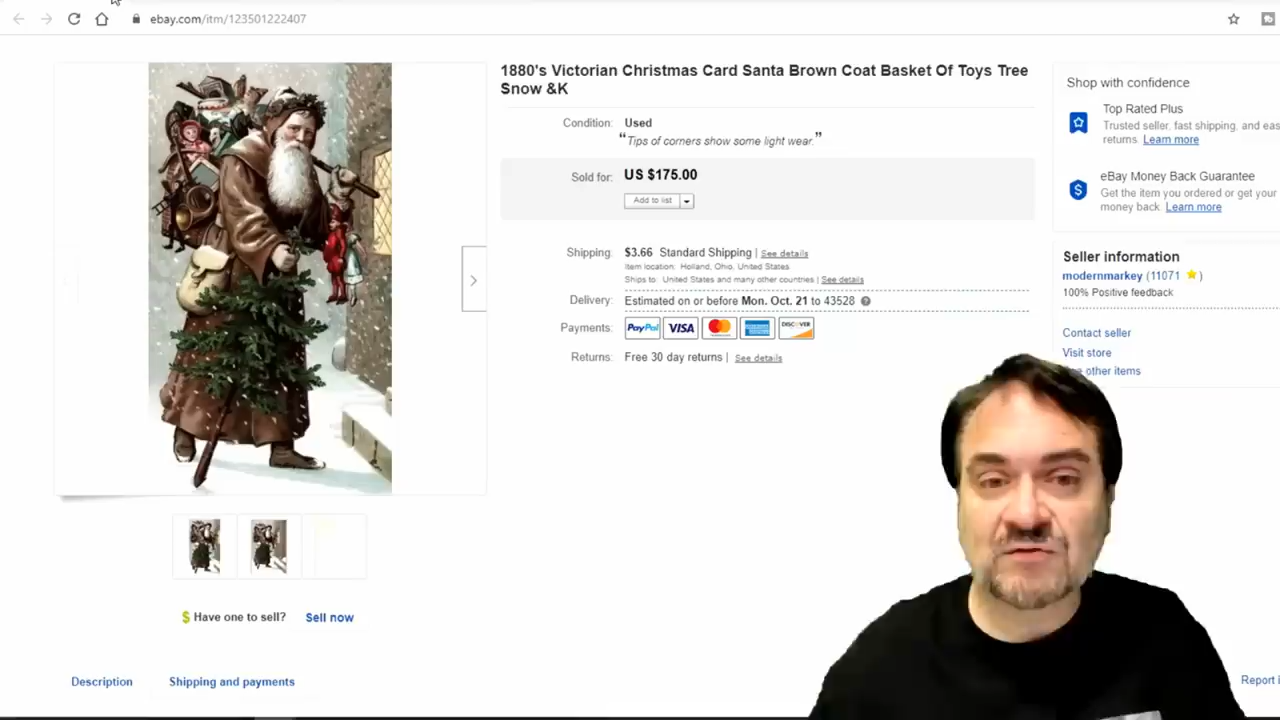 ebay.com/itm/123501222407
1880's Victorian Christmas Card Santa Brown Coat Basket Of Toys Tree
Snow &K
Condition: Used
“Tips of corners show some light wear.”
Sold for: US $175.00
Add to list
Shipping: $3.66 Standard Shipping | See details
Item location: Holland, Ohio, United States
Ships to: United States and many other countries | See details
Delivery: Estimated on or before Mon. Oct. 21 to 43528
Payments: PayPal VISA MasterCard AMERICAN EXPRESS DISCOVER
Returns: Free 30 day returns | See details
Shop with confidence
Top Rated Plus
Trusted seller, fast shipping, and eas
returns. Learn more
eBay Money Back Guarantee
Get the item you ordered or get your
money back. Learn more
Seller information
modernmarkey (11071 )
100% Positive feedback
Contact seller
Visit store
other items
$ Have one to sell? Sell now
Description
Shipping and payments
Report i